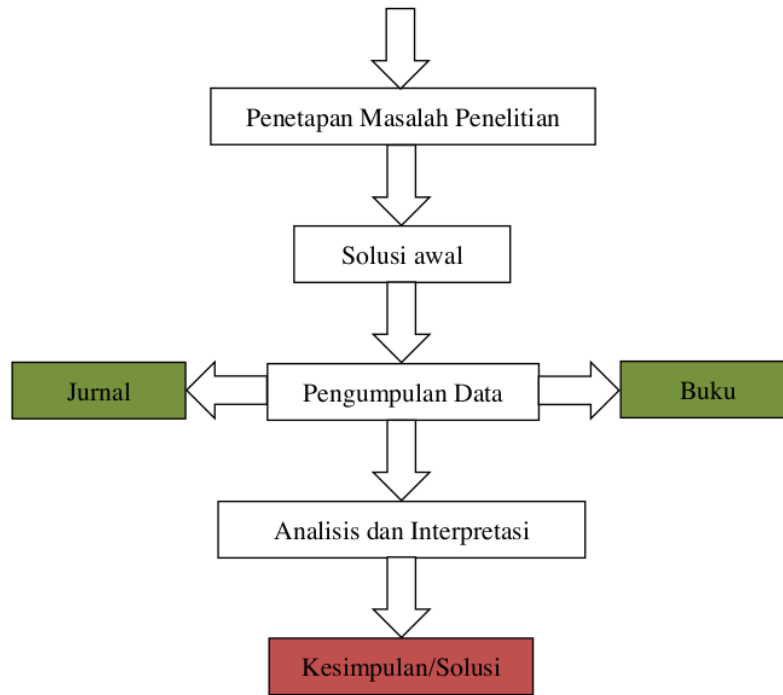 Penetapan Masalah Penelitian
Solusi awal
Jurnal
Pengumpulan Data
Buku
Analisis dan Interpretasi
Kesimpulan/Solusi